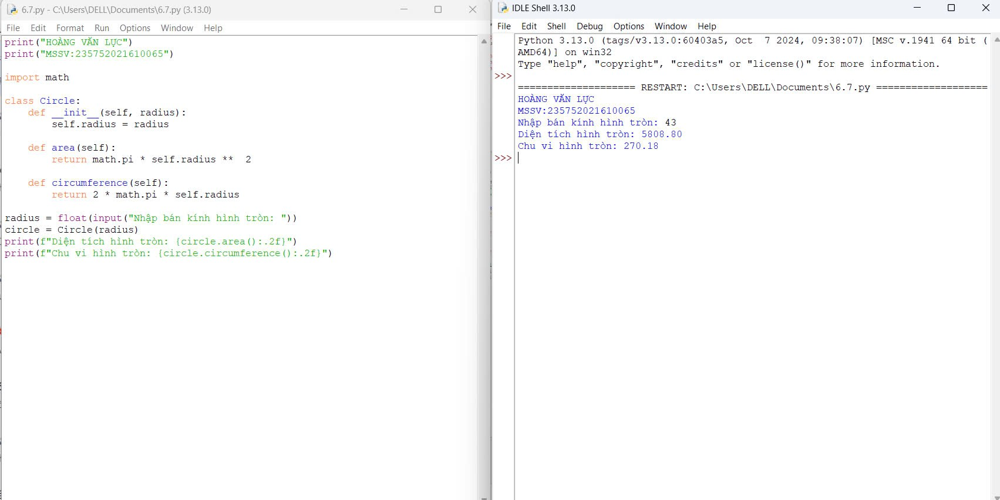 6.7.py - C:\Users\DELL\Documents\6.7.py (3.13.0)
File Edit Format Run Options Window Help
print("HOÀNG VĂN LỰC")
print("MSSV:235752021610065")
import math
class Circle:
    def __init__(self, radius):
        self.radius = radius
    def area(self):
        return math.pi * self.radius **  2
    def circumference(self):
        return 2 * math.pi * self.radius
radius = float(input("Nhập bán kính hình tròn: "))
circle = Circle(radius)
print(f"Diện tích hình tròn: {circle.area():.2f}")
print(f"Chu vi hình tròn: {circle.circumference():.2f}")
IDLE Shell 3.13.0
File Edit Shell Debug Options Window Help
Python 3.13.0 (tags/v3.13.0:60403a5, Oct  7 2024, 09:38:07) [MSC v.1941 64 bit (
AMD64)] on win32
Type "help", "copyright", "credits" or "license()" for more information.
>>>
==================== RESTART: C:\Users\DELL\Documents\6.7.py ===================
HOÀNG VĂN LỰC
MSSV:235752021610065
Nhập bán kính hình tròn: 43
Diện tích hình tròn: 5808.80
Chu vi hình tròn: 270.18
>>>